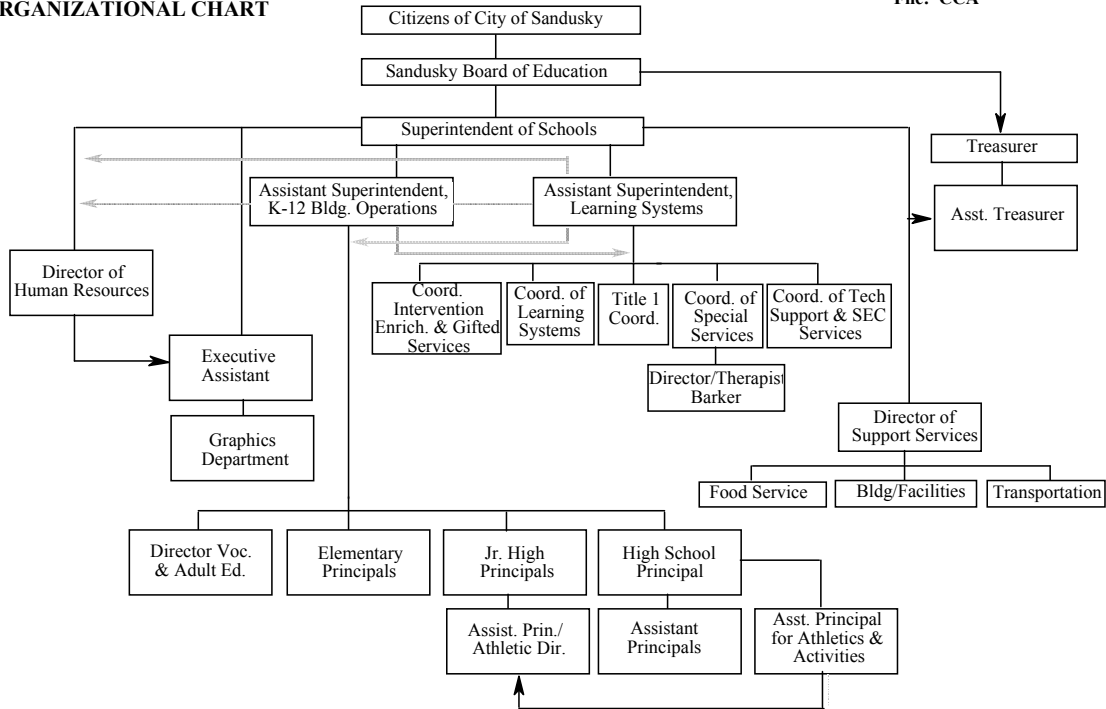 RGANIZATIONAL CHART
CCA
Citizens of City of Sandusky
Sandusky Board of Education
Superintendent of Schools
Treasurer
Asst. Treasurer
Assistant Superintendent,
K-12 Bldg. Operations
Assistant Superintendent,
Learning Systems
Director of
Human Resources
Coord.
Intervention
Enrich. & Gifted
Services
Coord. of
Learning
Systems
Title 1
Coord.
Coord. of
Special
Services
Coord. of Tech
Support & SEC
Services
Executive
Assistant
Director/Therapist
Barker
Graphics
Department
Director of
Support Services
Food Service
Bldg/Facilities
Transportation
Director Voc.
& Adult Ed.
Elementary
Principals
Jr. High
Principals
High School
Principal
Assist. Prin./
Athletic Dir.
Assistant
Principals
Asst. Principal
for Athletics &
Activities